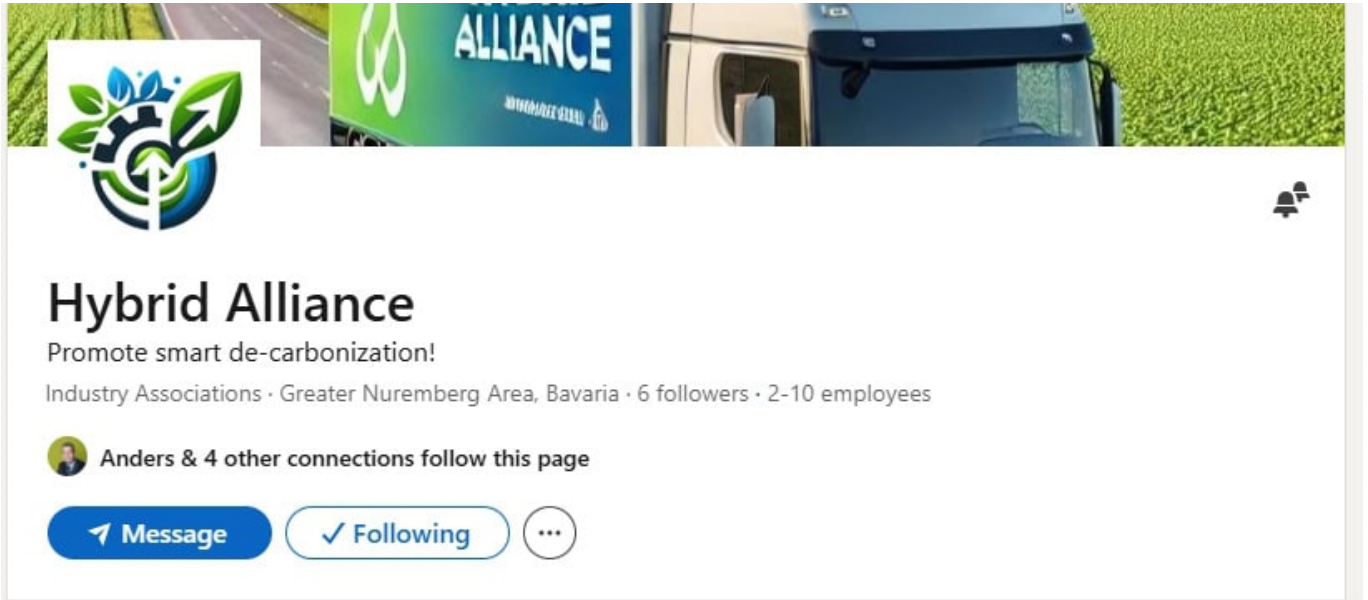 ALLIANCE
Hybrid Alliance
Promote smart de-carbonization!
Industry Associations · Greater Nuremberg Area, Bavaria · 6 followers · 2-10 employees
Anders & 4 other connections follow this page
Message
Following